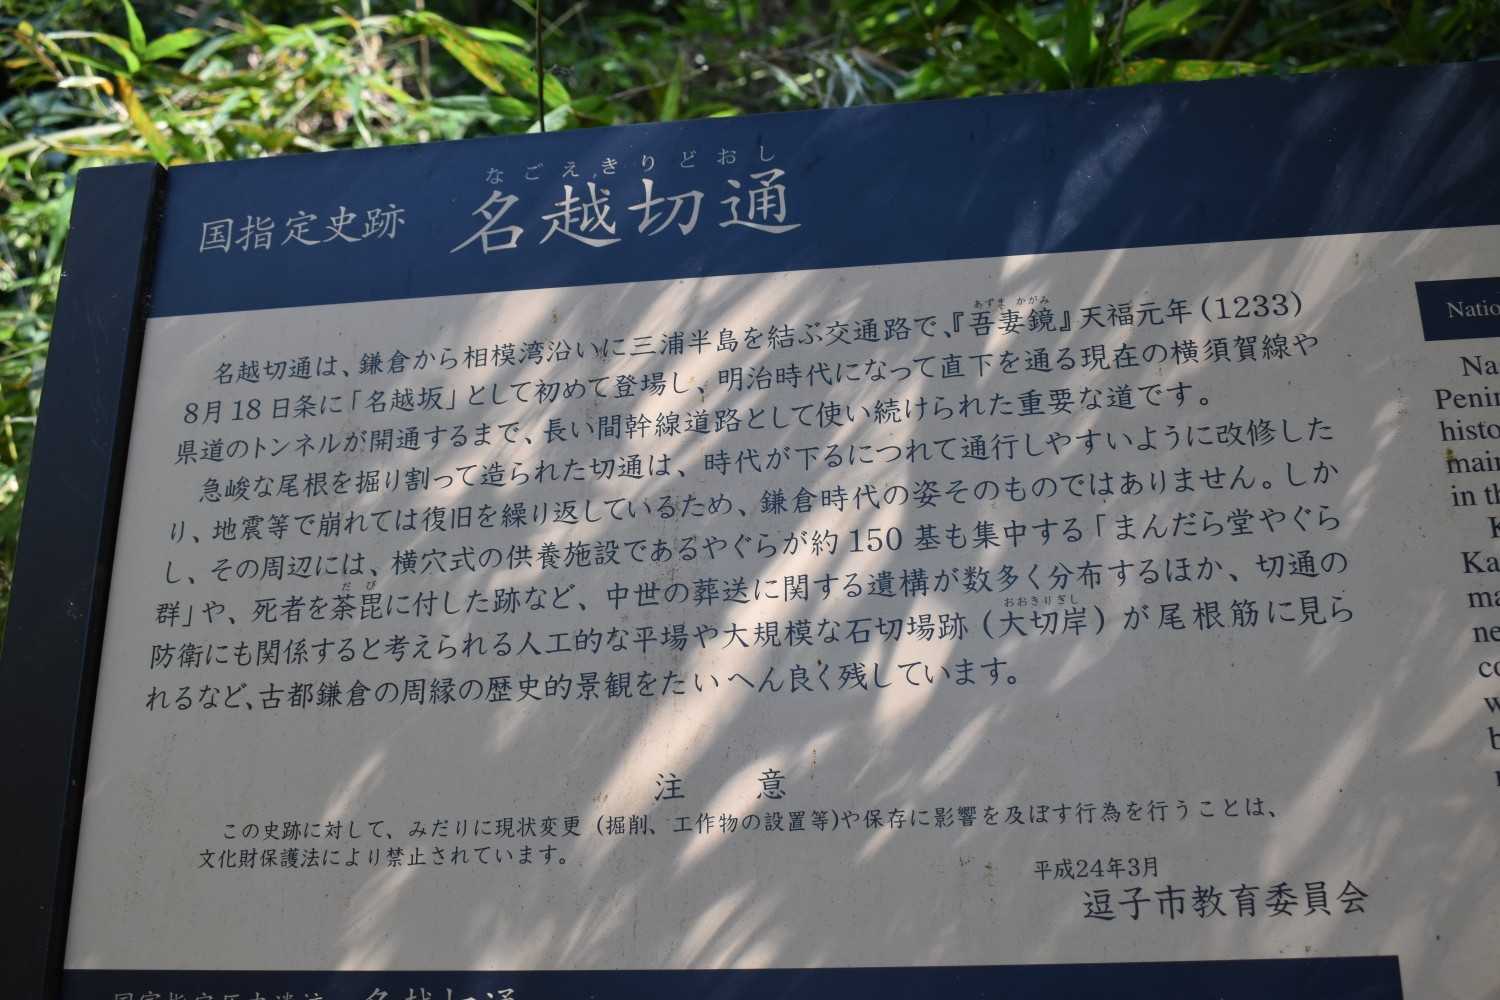 なごえきりどおし
国指定史跡 名越切通
あずま かがみ
名越切通は、鎌倉から相模湾沿いに三浦半島を結ぶ交通路で、『吾妻鏡』天福元年(1233)
8月18日条に「名越坂」として初めて登場し、明治時代になって直下を通る現在の横須賀線や
県道のトンネルが開通するまで、長い間幹線道路として使い続けられた重要な道です。
急峻な尾根を掘り割って造られた切通は、時代が下るにつれて通行しやすいように改修した
り、地震等で崩れては復旧を繰り返しているため、鎌倉時代の姿そのものではありません。しか
し、その周辺には、横穴式の供養施設であるやぐらが約150基も集中する「まんだら堂やぐら
だび
群」や、死者を荼毘に付した跡など、中世の葬送に関する遺構が数多く分布するほか、切通の
おおきりぎし
防衛にも関係すると考えられる人工的な平場や大規模な石切場跡(大切岸)が尾根筋に見ら
れるなど、古都鎌倉の周縁の歴史的景観をたいへん良く残しています。
注意
この史跡に対して、みだりに現状変更(掘削、工作物の設置等)や保存に影響を及ぼす行為を行うことは、
文化財保護法により禁止されています。
平成24年3月
逗子市教育委員会
Natio
Na
Penin
histo
main
in th
K
Ka
ma
ne
co
w
b
名越切通